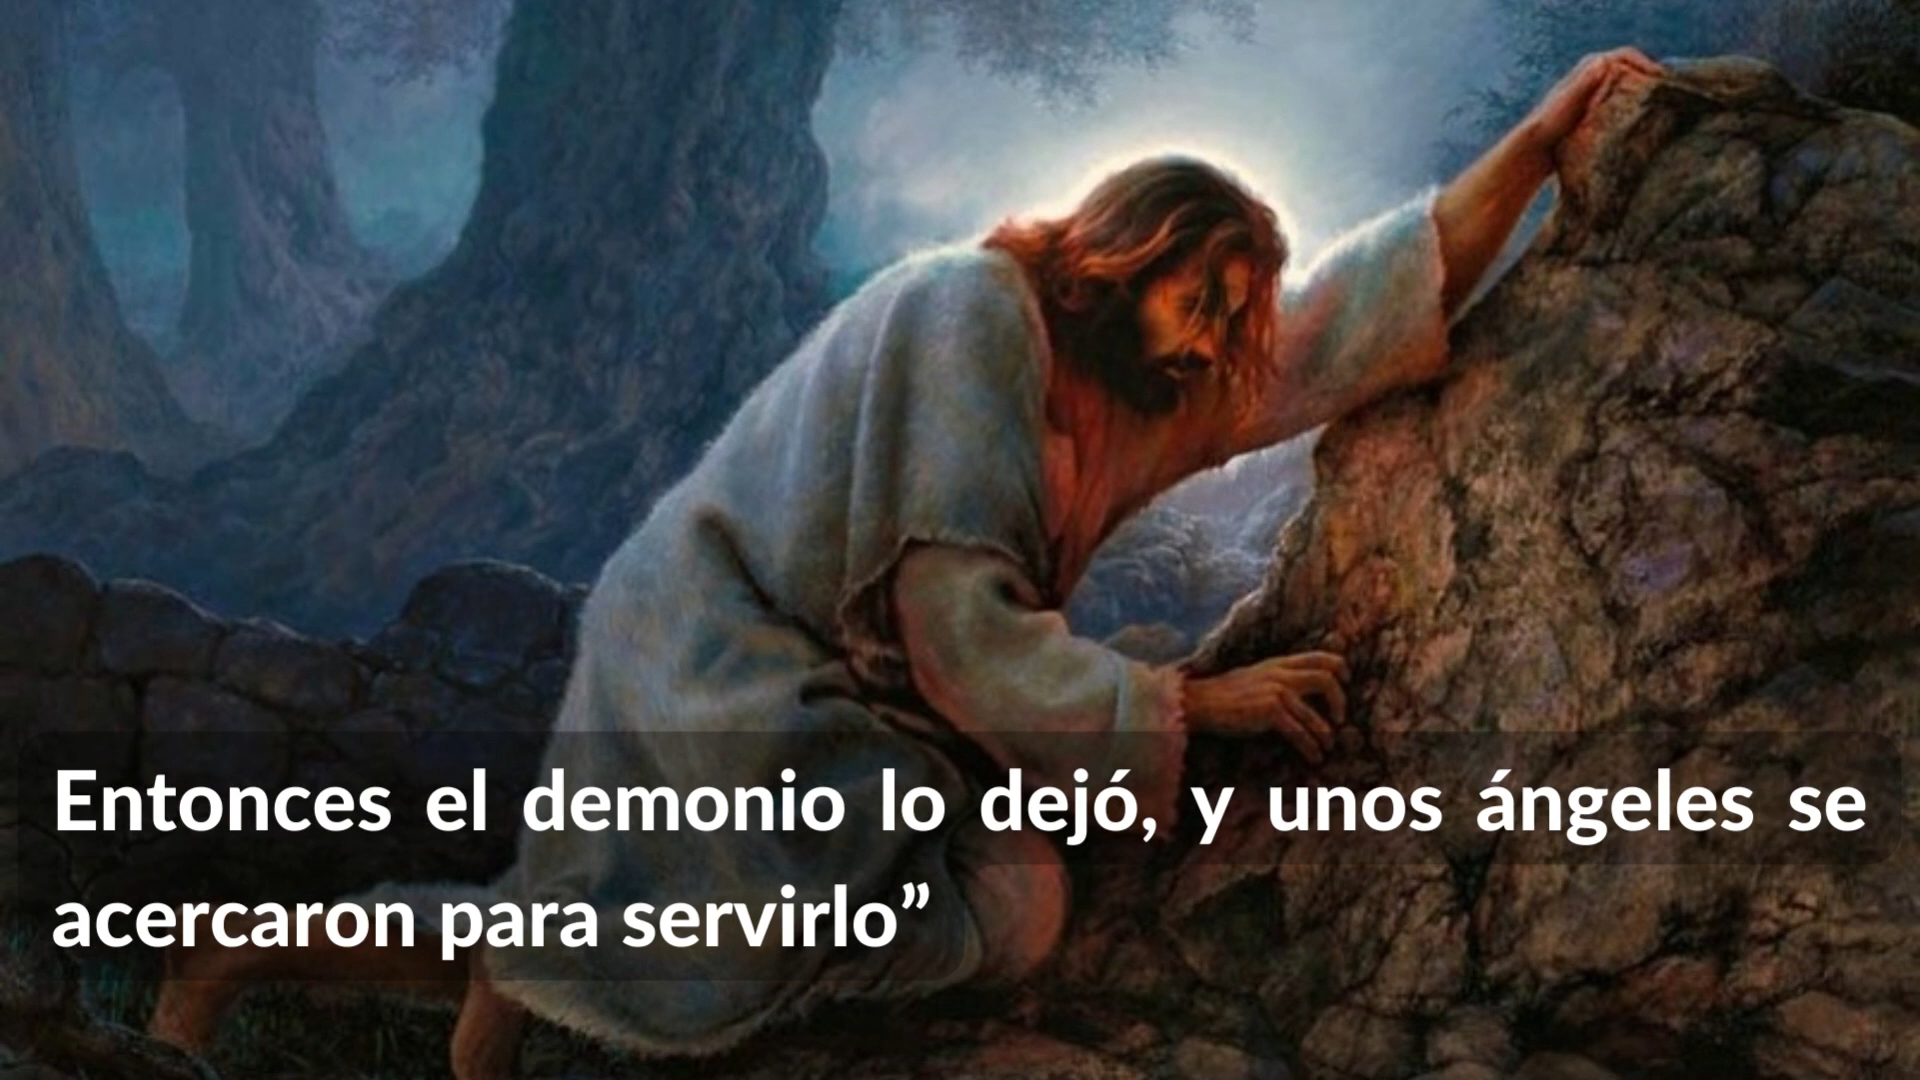 Entonces el demonio lo dejó, y unos ángeles se
acercaron para servirlo”